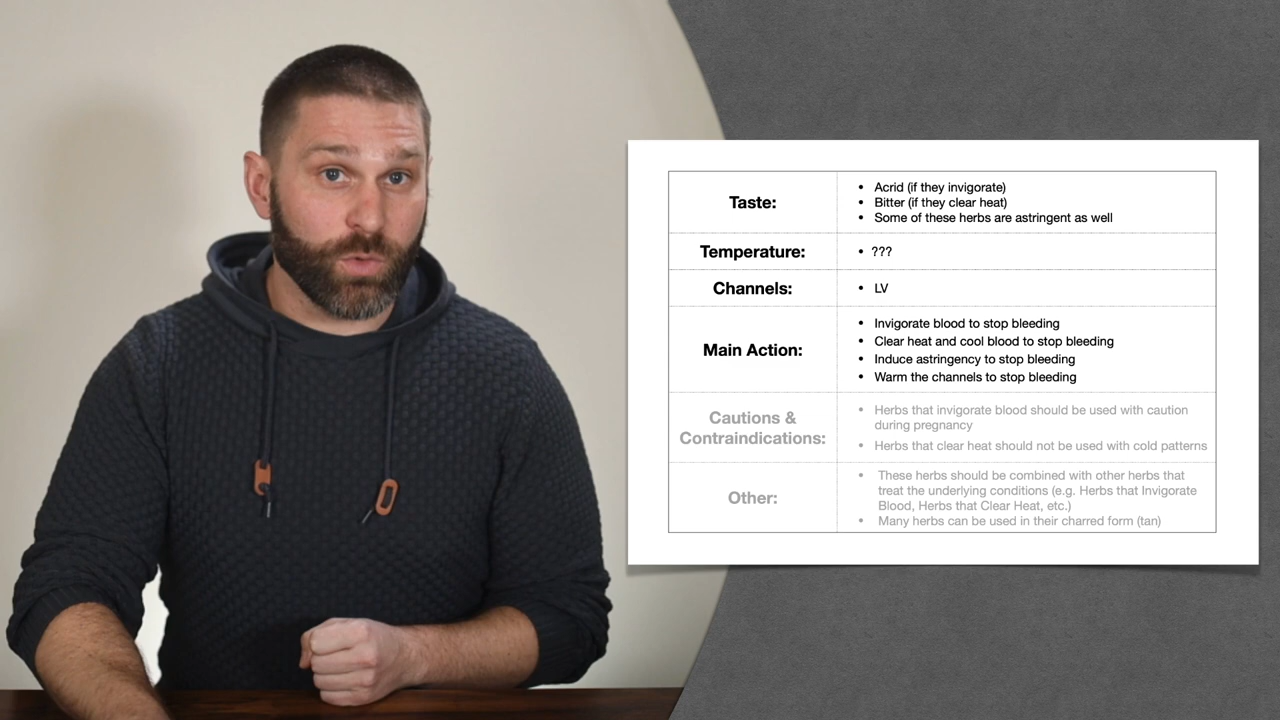 Taste:
• Acrid (if they invigorate)
• Bitter (if they clear heat)
• Some of these herbs are astringent as well
Temperature:
• ???
Channels:
• LV
Main Action:
• Invigorate blood to stop bleeding
• Clear heat and cool blood to stop bleeding
• Induce astringency to stop bleeding
• Warm the channels to stop bleeding
Cautions &
Contraindications:
• Herbs that invigorate blood should be used with caution
during pregnancy
• Herbs that clear heat should not be used with cold patterns
Other:
• These herbs should be combined with other herbs that
treat the underlying conditions (e.g. Herbs that Invigorate
Blood, Herbs that Clear Heat, etc.)
• Many herbs can be used in their charred form (tan)